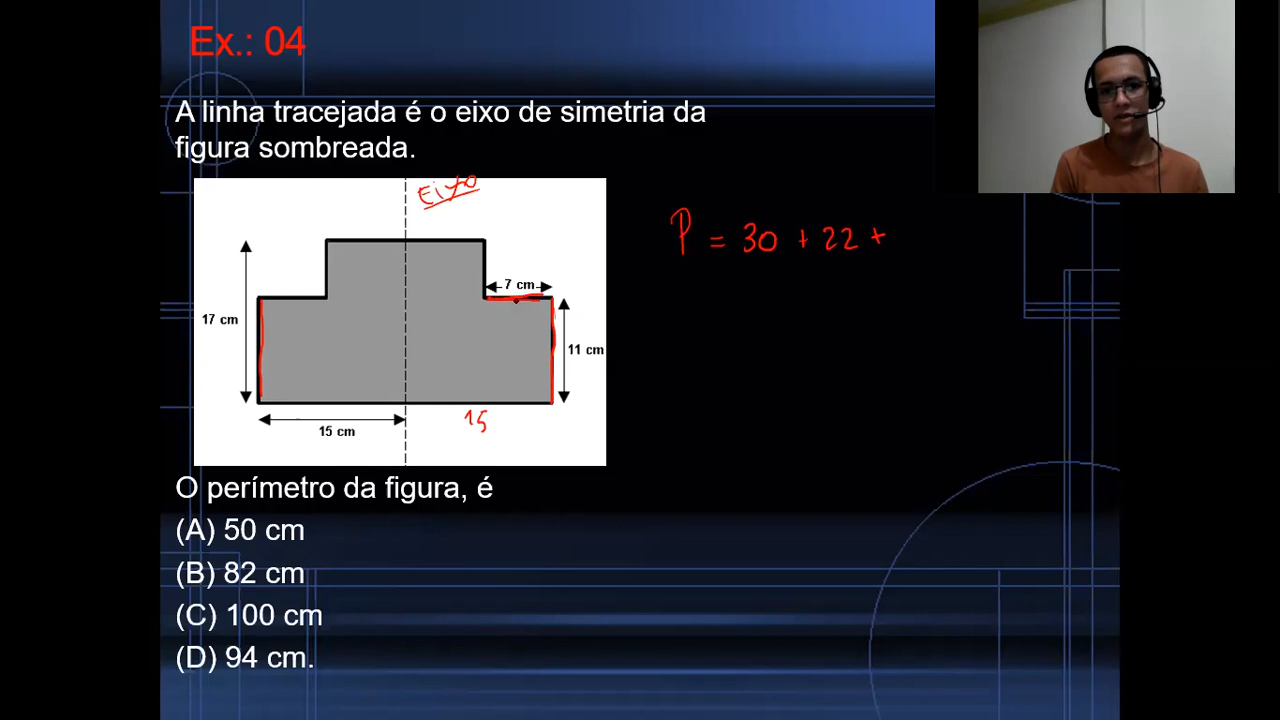 Ex.: 04
A linha tracejada é o eixo de simetria da
figura sombreada.
Eixo
P = 30 + 22 +
7 cm
17 cm
11 cm
15
15 cm
O perímetro da figura, é
(A) 50 cm
(B) 82 cm
(C) 100 cm
(D) 94 cm.